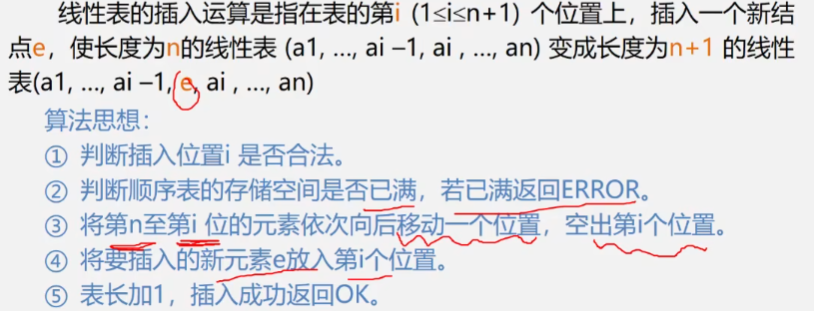 线性表的插入运算是指在表的第i (1≤i≤n+1) 个位置上，插入一个新结
点e，使长度为n的线性表 (a1, ..., ai –1, ai , ..., an) 变成长度为n+1 的线性
表(a1, ..., ai –1, e, ai , ..., an)
算法思想：
① 判断插入位置i 是否合法。
② 判断顺序表的存储空间是否已满，若已满返回ERROR。
③ 将第n至第i 位的元素依次向后移动一个位置，空出第i个位置。
④ 将要插入的新元素e放入第i个位置。
⑤ 表长加1，插入成功返回OK。